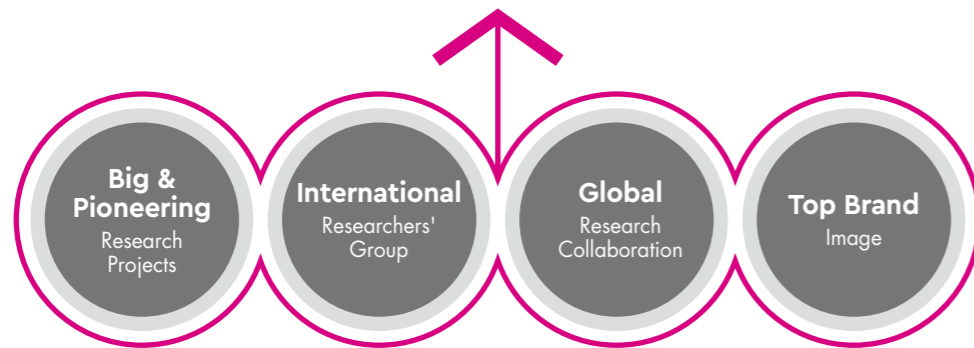 Big &
Pioneering
Research
Projects
International
Researchers'
Group
Global
Research
Collaboration
Top Brand
Image